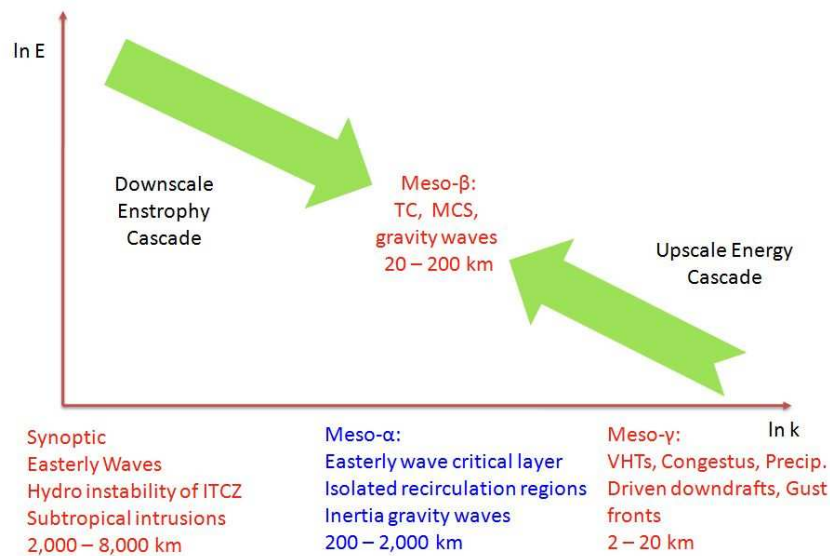 ln E
Downscale
Enstrophy
Cascade
Meso-β:
TC, MCS,
gravity waves
20 – 200 km
Upscale Energy
Cascade
ln k
Synoptic
Easterly Waves
Hydro instability of ITCZ
Subtropical intrusions
2,000 – 8,000 km
Meso-α:
Easterly wave critical layer
Isolated recirculation regions
Inertia gravity waves
200 – 2,000 km
Meso-γ:
VHTs, Congestus, Precip.
Driven downdrafts, Gust
fronts
2 – 20 km